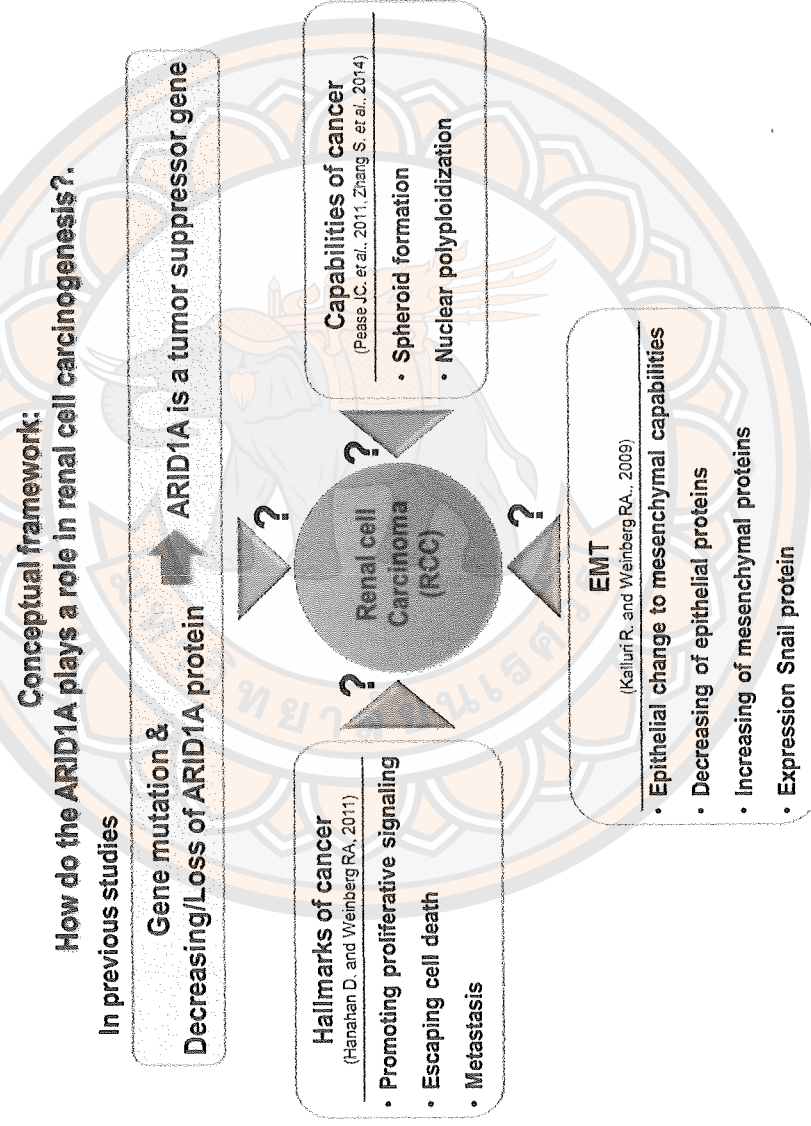 Conceptual framework:
How do the ARID1A plays a role in renal cell carcinogenesis?.
In previous studies
Gene mutation &
Decreasing/Loss of ARID1A protein
ARID1A is a tumor suppressor gene
?
Hallmarks of cancer
(Hanahan D. and Weinberg RA, 2011)
• Promoting proliferative signaling
• Escaping cell death
• Metastasis
?
Renal cell
Carcinoma
(RCC)
?
Capabilities of cancer
(Pease JC. et al.. 2011, Zhang S. et al.. 2014)
• Spheroid formation
• Nuclear polyploidization
?
EMT
(Kalluri R. and Weinberg RA., 2009)
• Epithelial change to mesenchymal capabilities
• Decreasing of epithelial proteins
• Increasing of mesenchymal proteins
• Expression Snail protein